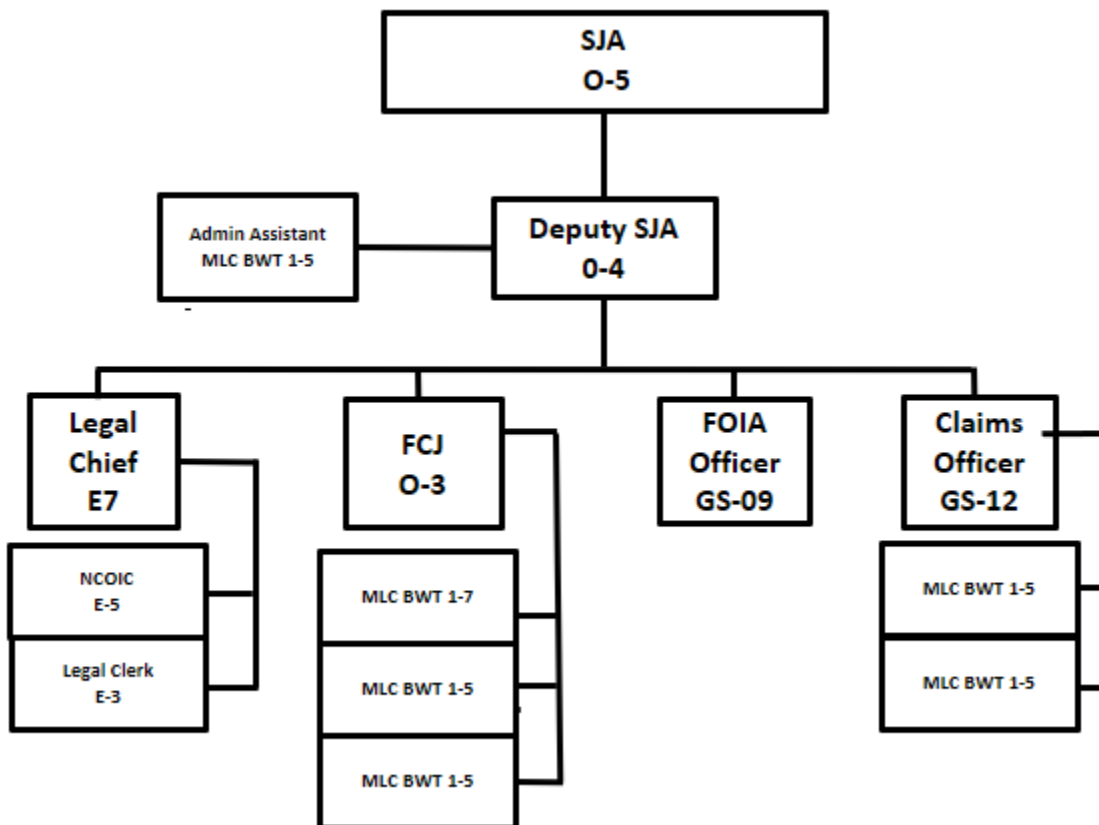 SJA
O-5
Admin Assistant
MLC BWT 1-5
Deputy SJA
0-4
Legal
Chief
E7
FCJ
O-3
FOIA
Officer
GS-09
Claims
Officer
GS-12
NCOIC
E-5
Legal Clerk
E-3
MLC BWT 1-7
MLC BWT 1-5
MLC BWT 1-5
MLC BWT 1-5
MLC BWT 1-5